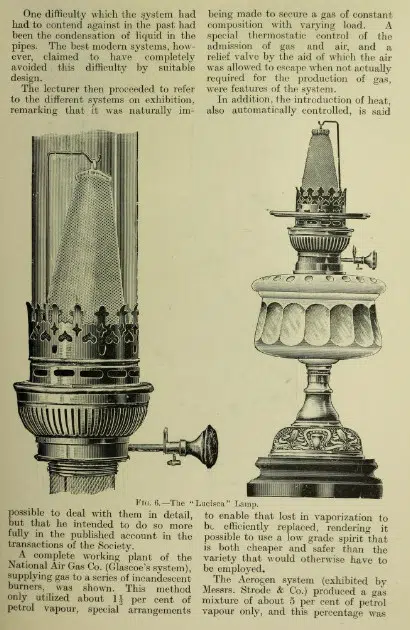 One difficulty which the system had
had to contend against in the past had
been the condensation of liquid in the
pipes. The best modern systems, how-
ever, claimed to have completely
avoided this difficulty by suitable
design.
The lecturer then proceeded to refer
to the different systems on exhibition,
remarking that it was naturally im-
being made to secure a gas of constant
composition with varying load. A
special thermostatic control of the
admission of gas and air, and a
relief valve by the aid of which the air
was allowed to escape when not actually
required for the production of gas,
were features of the system.
In addition, the introduction of heat,
also automatically controlled, is said
FIG. 6.—The "Lucisca" Lamp.
possible to deal with them in detail,
but that he intended to do so more
fully in the published account in the
transactions of the Society.
A complete working plant of the
National Air Gas Co. (Glascoe's system),
supplying gas to a series of incandescent
burners, was shown. This method
only utilized about 1½ per cent of
petrol vapour, special arrangements
to enable that lost in vaporization to
be efficiently replaced, rendering it
possible to use a low grade spirit that
is both cheaper and safer than the
variety that would otherwise have to
be employed.
The Aerogen system (exhibited by
Messrs. Strode & Co.) produced a gas
mixture of about 5 per cent of petrol
vapour only, and this percentage was